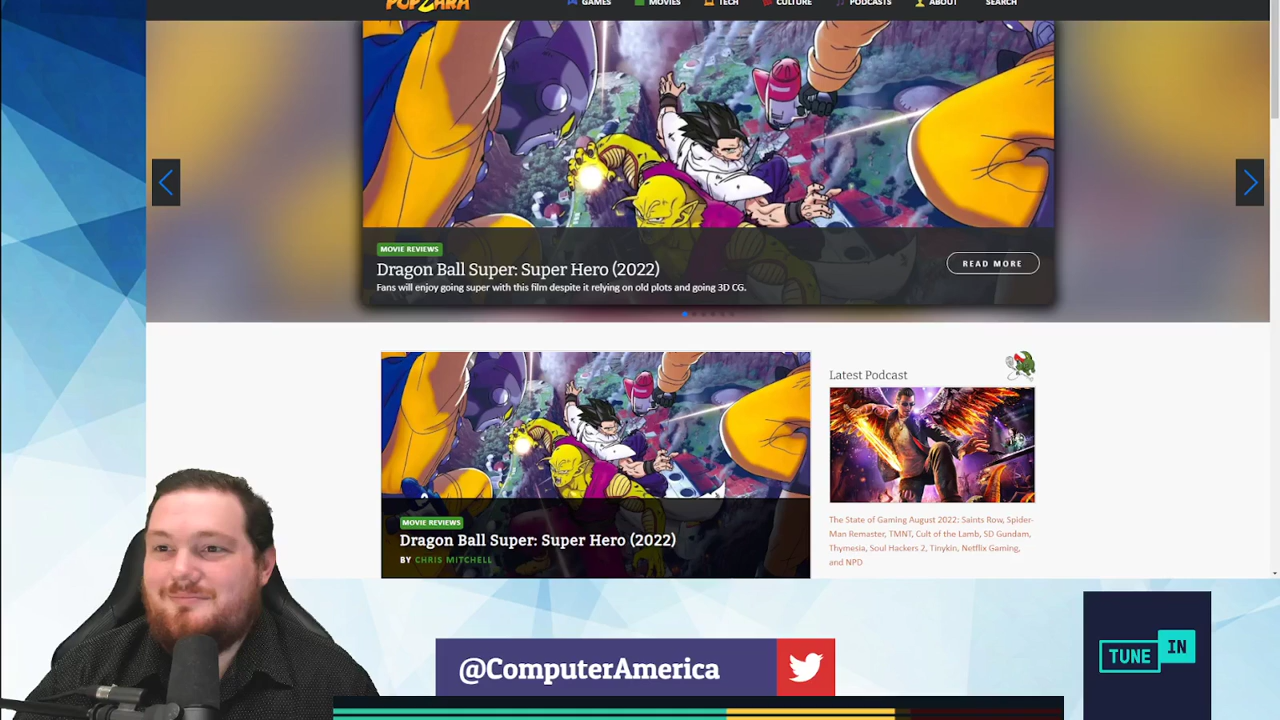 POPZARA
GAMES
MOVIES
TECH
CULTURE
PODCASTS
ABOUT
SEARCH
MOVIE REVIEWS
Dragon Ball Super: Super Hero (2022)
Fans will enjoy going super with this film despite it relying on old plots and going 3D CG.
READ MORE
Latest Podcast
MOVIE REVIEWS
Dragon Ball Super: Super Hero (2022)
BY CHRIS MITCHELL
The State of Gaming August 2022: Saints Row, Spider-
Man Remaster, TMNT, Cult of the Lamb, SD Gundam,
Thymesia, Soul Hackers 2, Tinykin, Netflix Gaming,
and NPD
@ComputerAmerica
TUNE IN